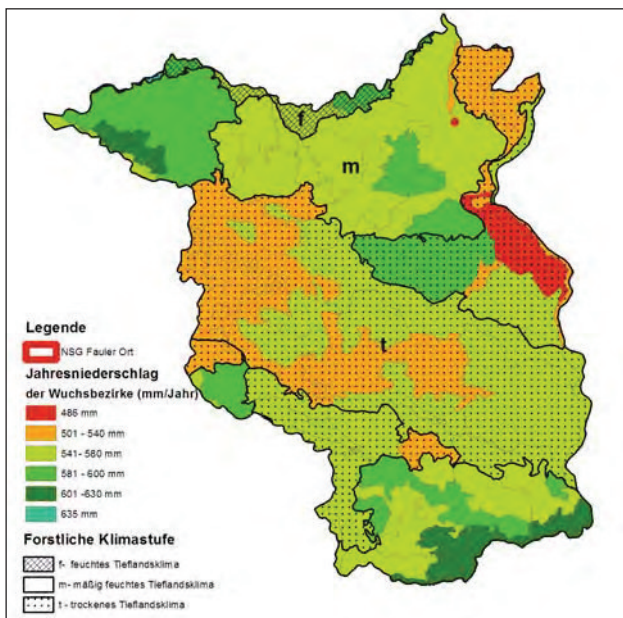 f
m
t
Legende
NSG Fauler Ort
Jahresniederschlag
der Wuchsbezirke (mm/Jahr)
486 mm
501 - 540 mm
541 - 580 mm
581 - 600 mm
601 -630 mm
635 mm
Forstliche Klimastufe
f- feuchtes Tieflandsklima
m- mäßig feuchtes Tieflandsklima
t - trockenes Tieflandsklima